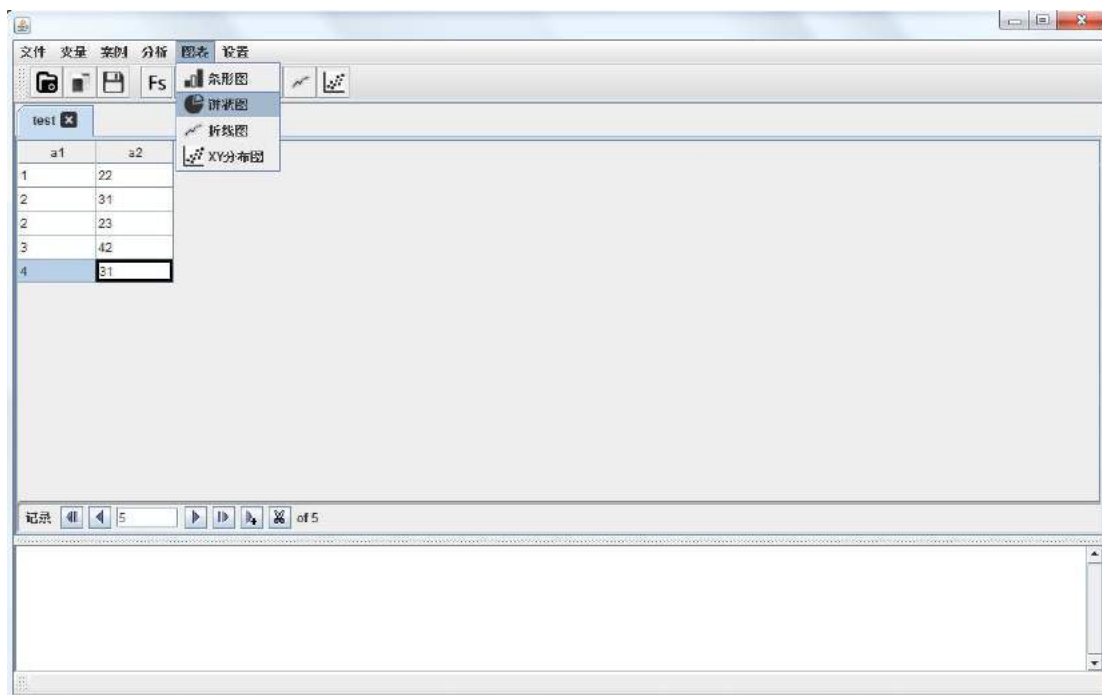 文件 变量 案例 分析 图表 设置
Fs
条形图
饼状图
折线图
XY分布图
test
a1 a2
1 22
2 31
2 23
3 42
4 31
记录 5 of 5